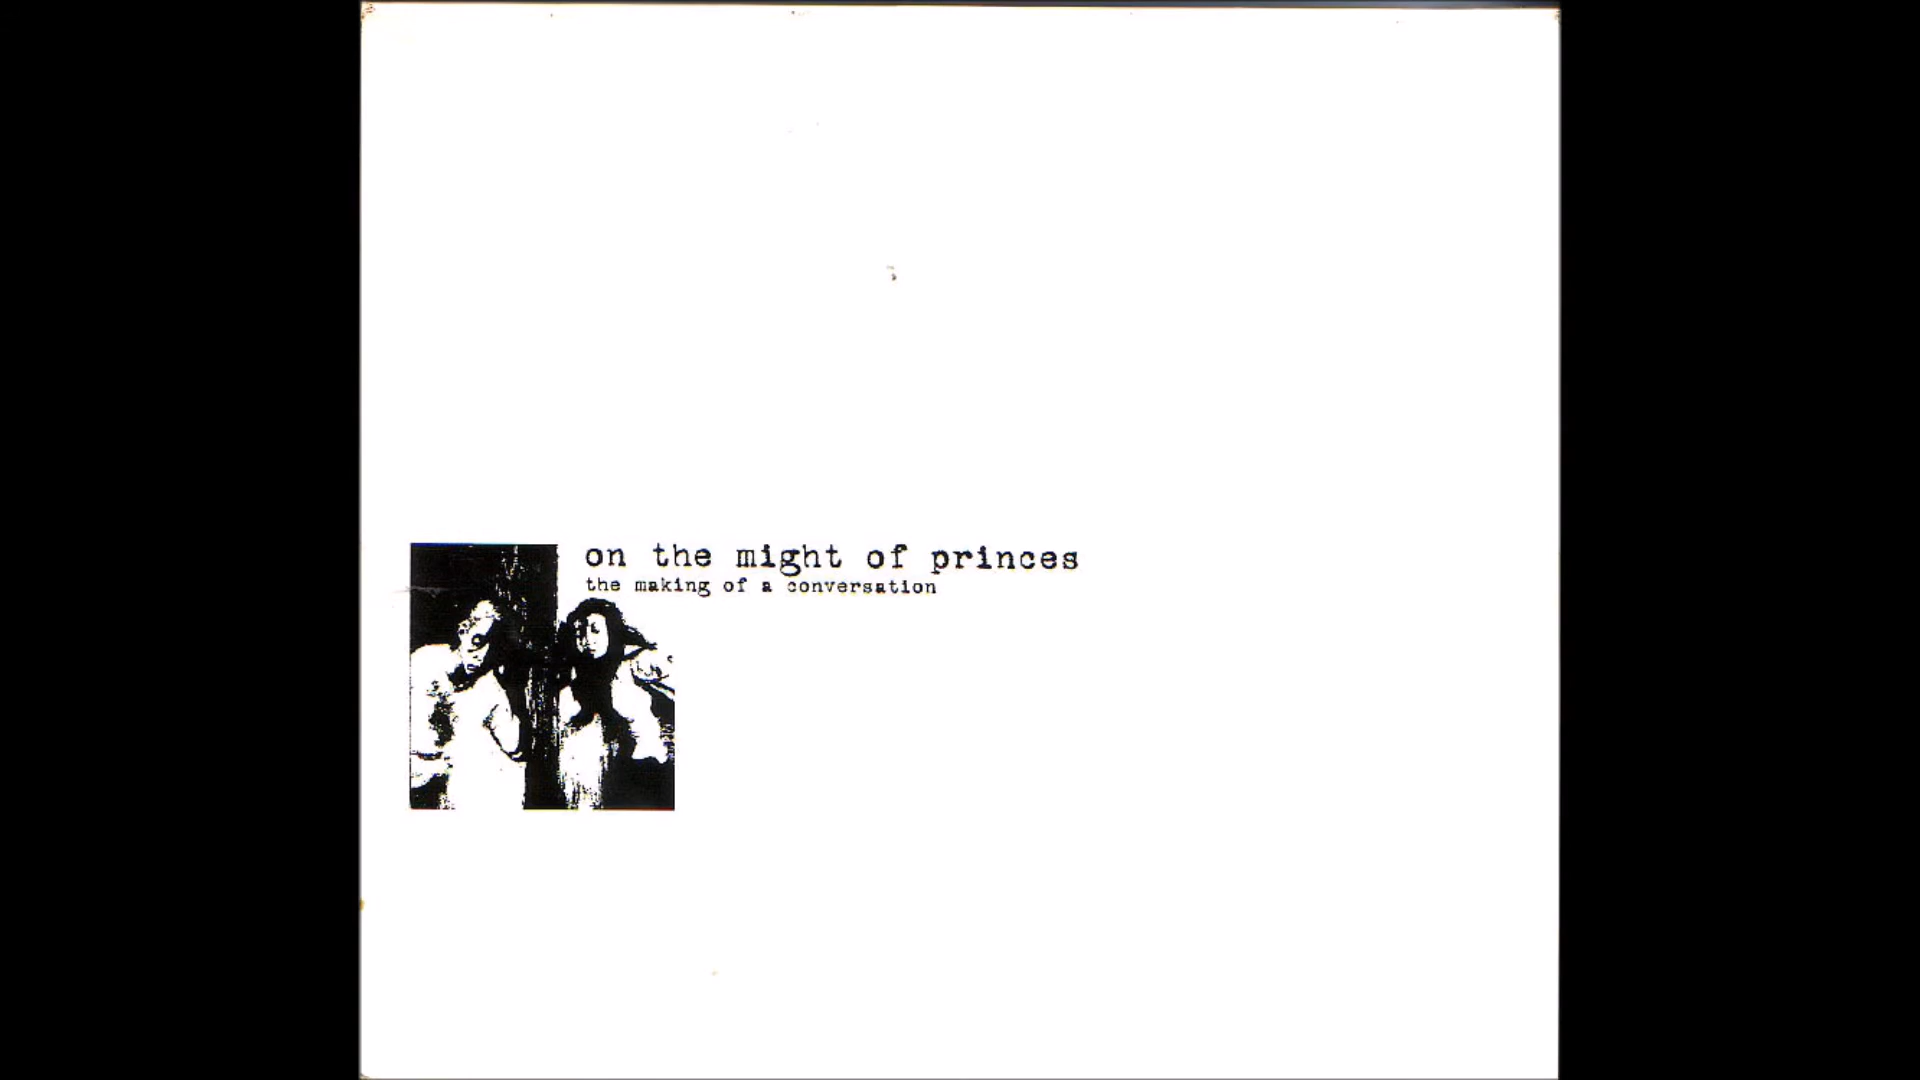 on the might of princes
the making of a conversation